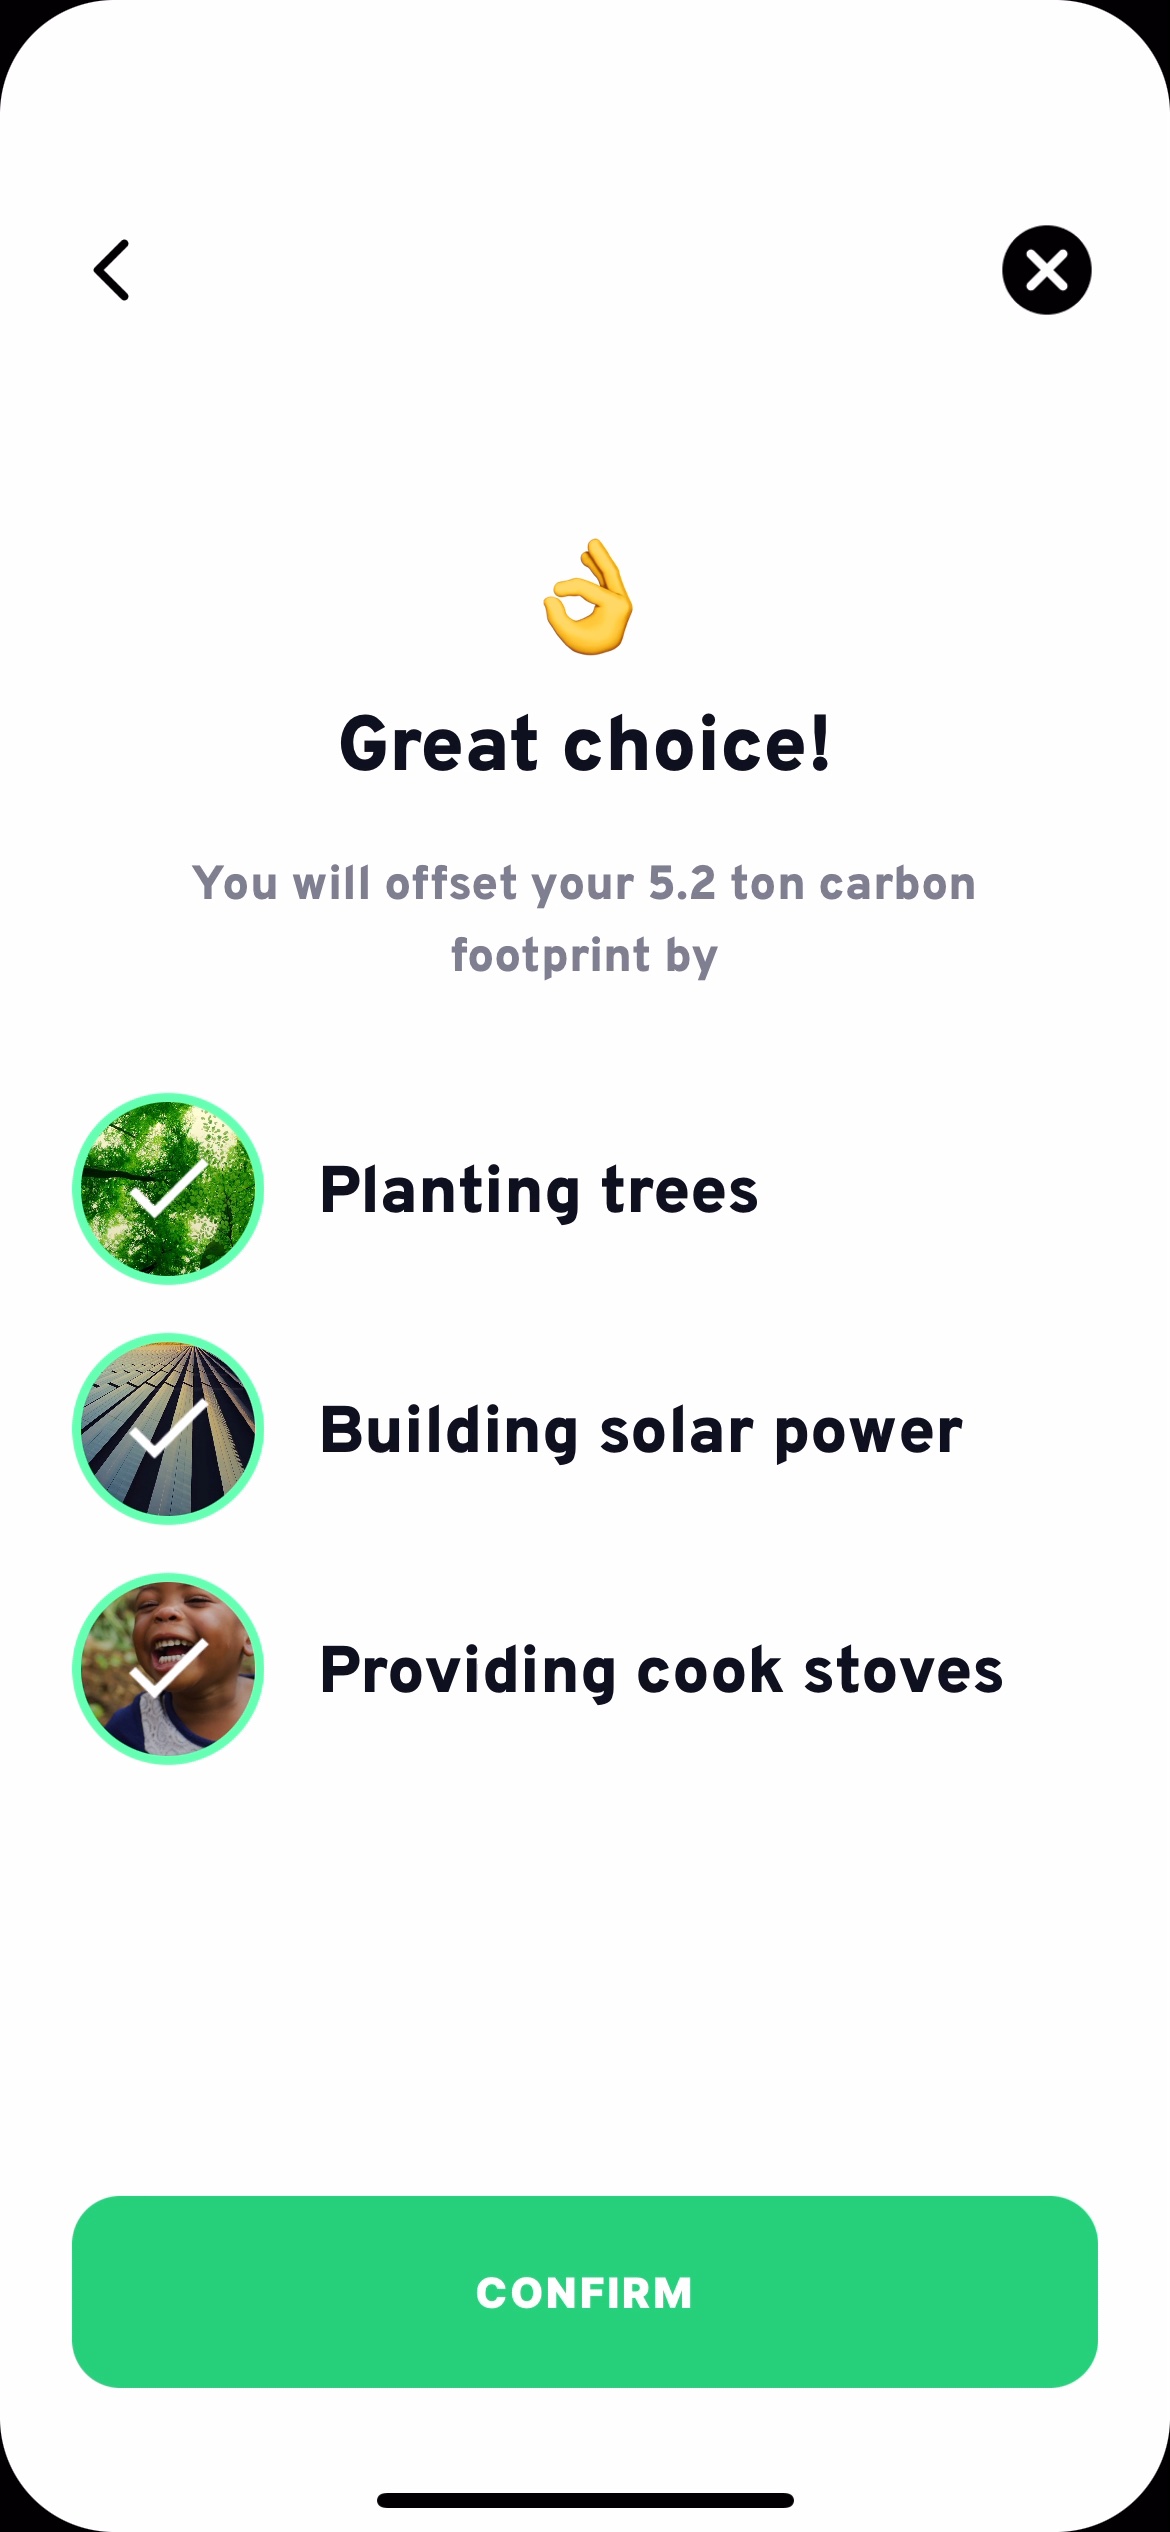 Great choice!
You will offset your 5.2 ton carbon
footprint by
Planting trees
Building solar power
Providing cook stoves
CONFIRM